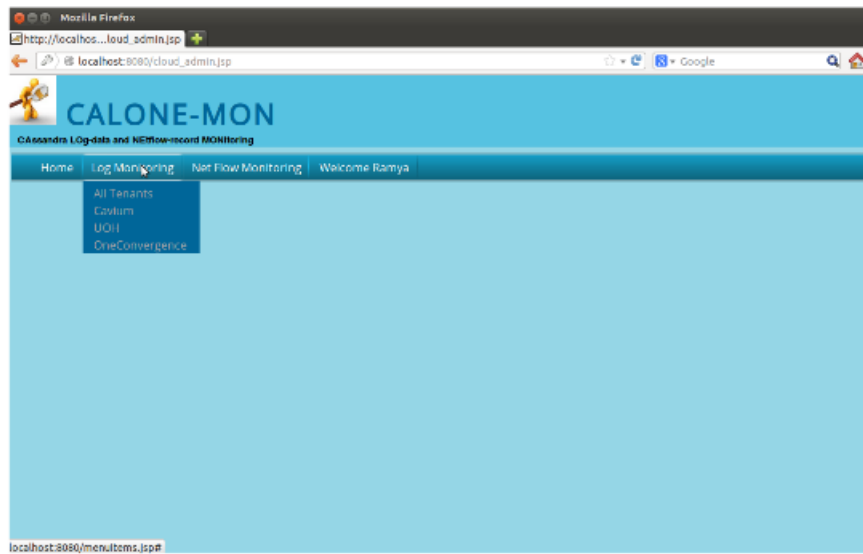 Mozilla Firefox
http://localhos...loud_admin.jsp
localhost:8080/cloud_admin.jsp
Google
CALONE-MON
CAssandra LOg-data and NEtflow-record MONitoring
Home Log Monitoring Net Flow Monitoring Welcome Ramya
All Tenants
Cavium
UOH
OneConvergence
localhost:8080/menuitems.jsp#